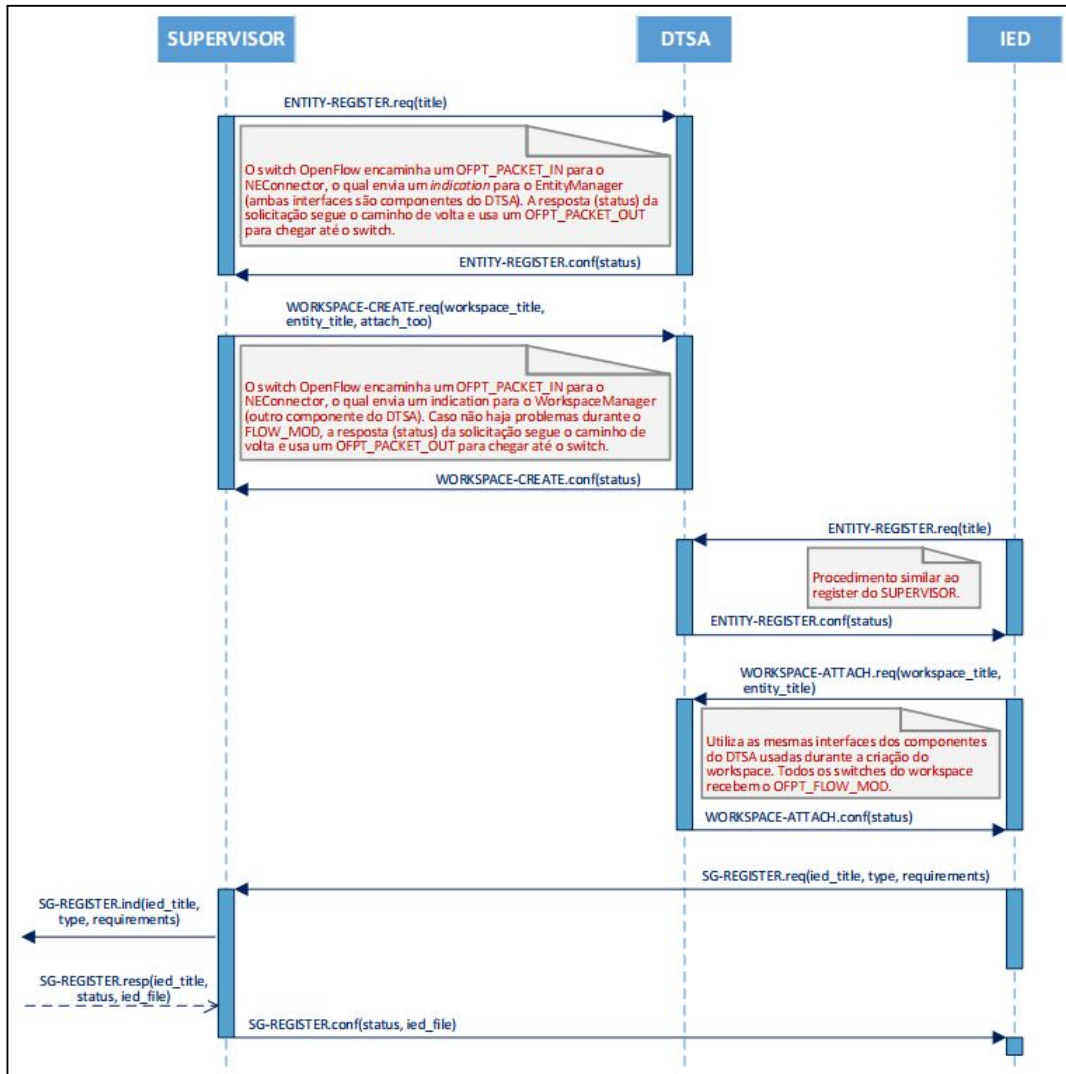 SUPERVISOR
DTSA
IED
ENTITY-REGISTER.req(title)
O switch OpenFlow encaminha um OFPT_PACKET_IN para o
NEConnector, o qual envia um indication para o EntityManager
(ambas interfaces são componentes do DTSA). A resposta (status) da
solicitação segue o caminho de volta e usa um OFPT_PACKET_OUT
para chegar até o switch.
ENTITY-REGISTER.conf(status)
WORKSPACE-CREATE.req(workspace_title,
entity_title, attach_too)
O switch OpenFlow encaminha um OFPT_PACKET_IN para o
NEConnector, o qual envia um indication para o WorkspaceManager
(outro componente do DTSA). Caso não haja problemas durante o
FLOW_MOD, a resposta (status) da solicitação segue o caminho de
volta e usa um OFPT_PACKET_OUT para chegar até o switch.
WORKSPACE-CREATE.conf(status)
ENTITY-REGISTER.req(title)
Procedimento similar ao
register do SUPERVISOR.
ENTITY-REGISTER.conf(status)
WORKSPACE-ATTACH.req(workspace_title,
entity_title)
Utiliza as mesmas interfaces dos componentes
do DTSA usadas durante a criação do
workspace. Todos os switches do workspace
recebem o OFPT_FLOW_MOD.
WORKSPACE-ATTACH.conf(status)
SG-REGISTER.req(ied_title, type, requirements)
SG-REGISTER.ind(ied_title,
type, requirements)
SG-REGISTER.resp(ied_title,
status, ied_file)
SG-REGISTER.conf(status, ied_file)